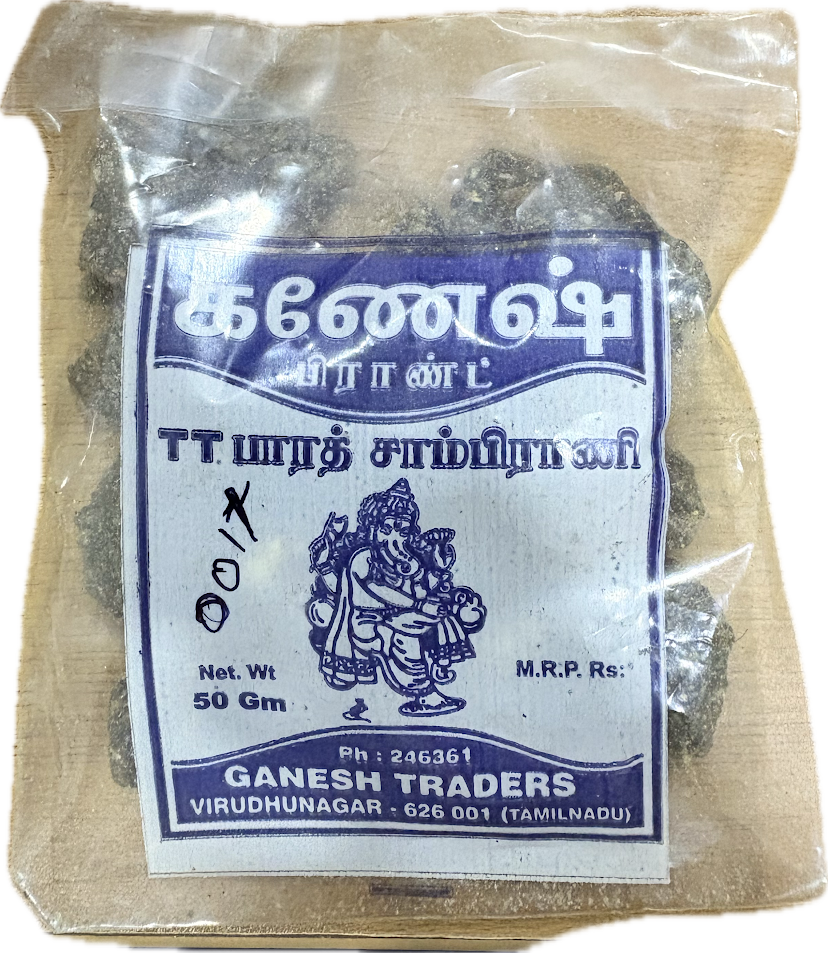 கணேஷ்
பிராண்ட்
TT பாரத் சாம்பிராணி
Net. Wt
50 Gm
M.R.P. Rs:
Ph : 246361
GANESH TRADERS
VIRUDHUNAGAR - 626 001 (TAMILNADU)